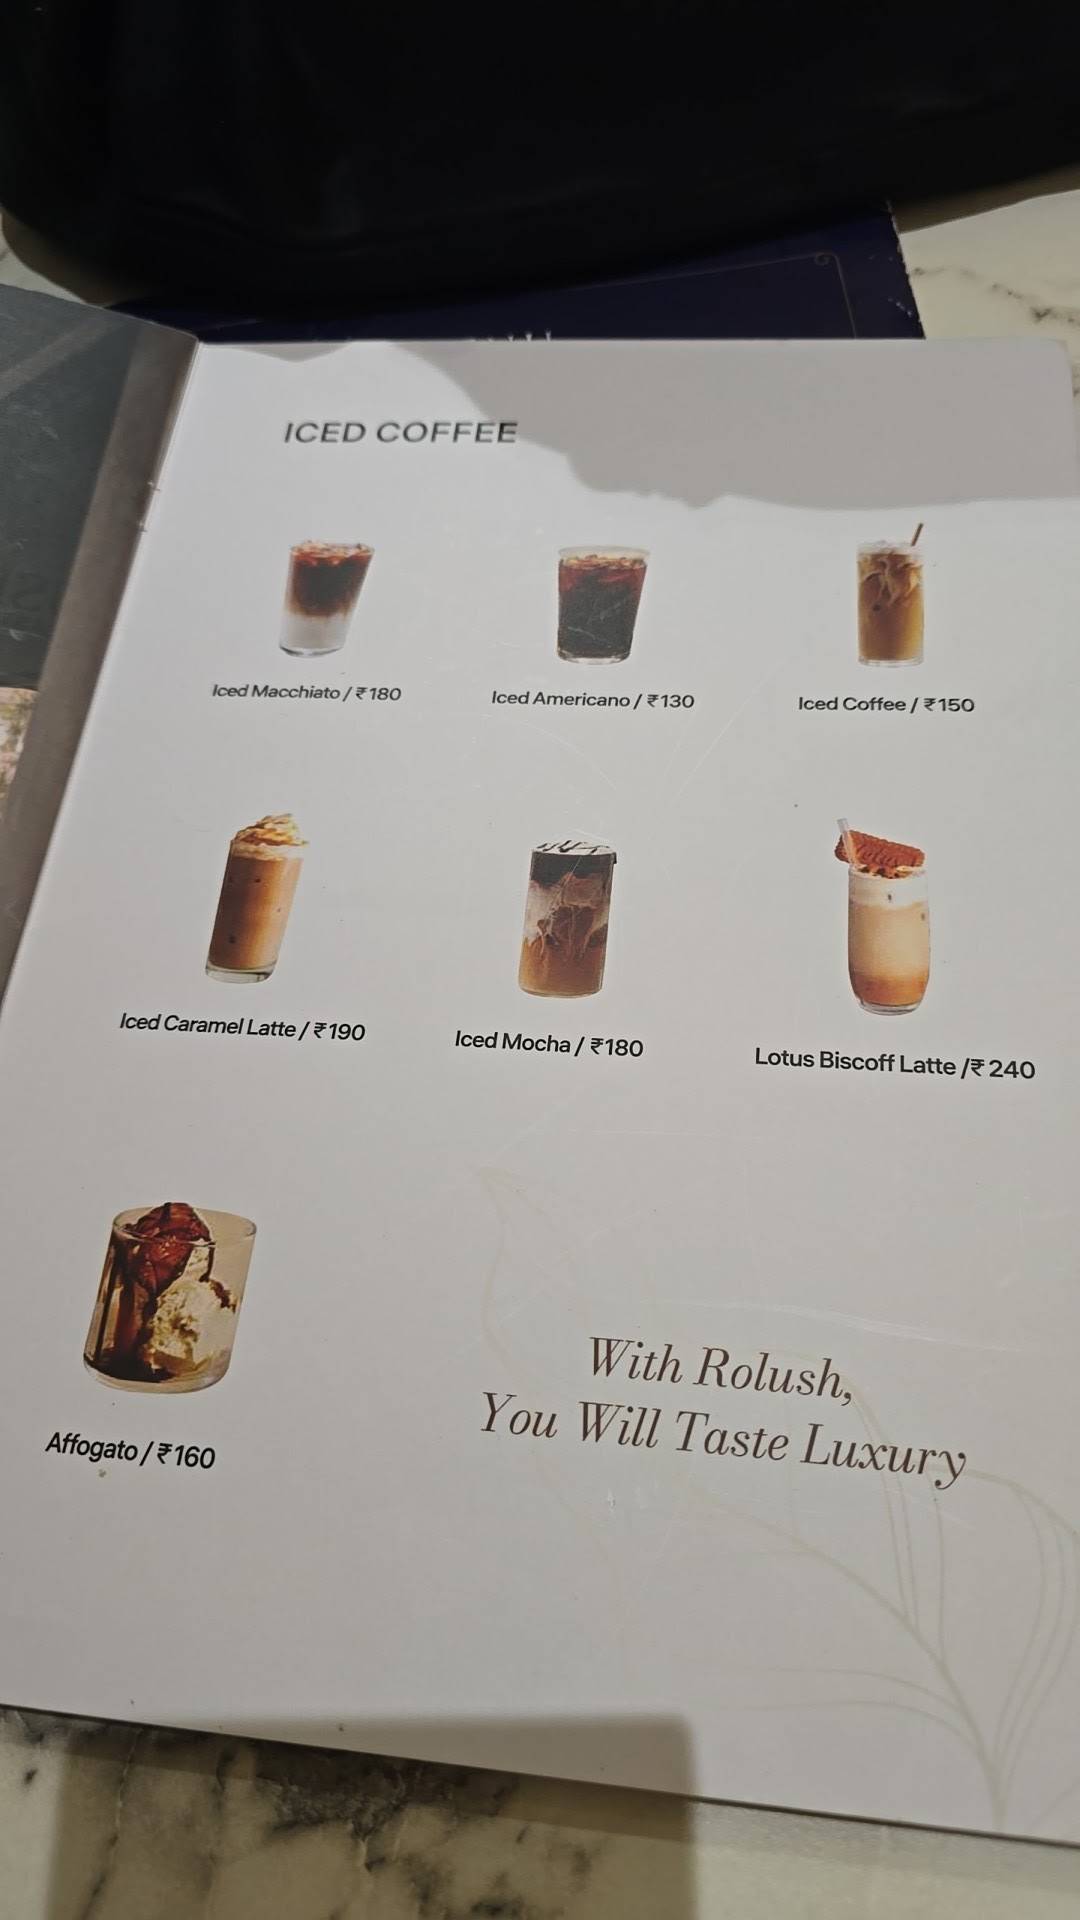 ICED COFFEE
Iced Macchiato / ₹180
Iced Americano / ₹130
Iced Coffee / ₹150
Iced Caramel Latte / ₹190
Iced Mocha / ₹180
Lotus Biscoff Latte /₹ 240
Affogato / ₹160
With Rolush,
You Will Taste Luxury